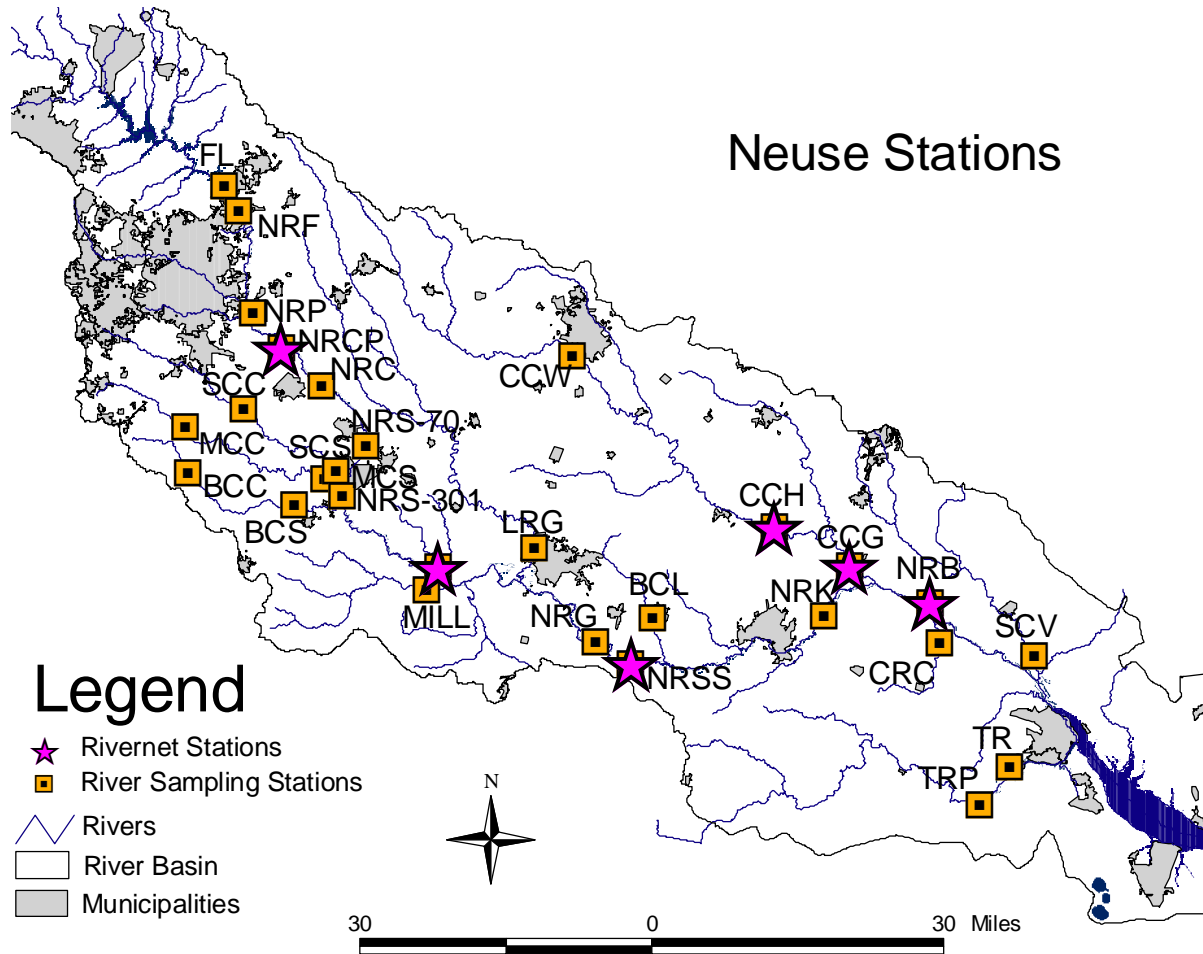 Neuse Stations
FL
NRF
NRP
NRCP
NRC
SCC
CCW
NRS-70
MCC
SCS
MCS
BCC
NRS-301
BCS
CCH
LRG
CCG
NRB
BCL
NRK
MILL
NRG
SCV
NRSS
CRC
TR
TRP
Legend
Rivernet Stations
River Sampling Stations
Rivers
River Basin
Municipalities
N
30 0 30 Miles